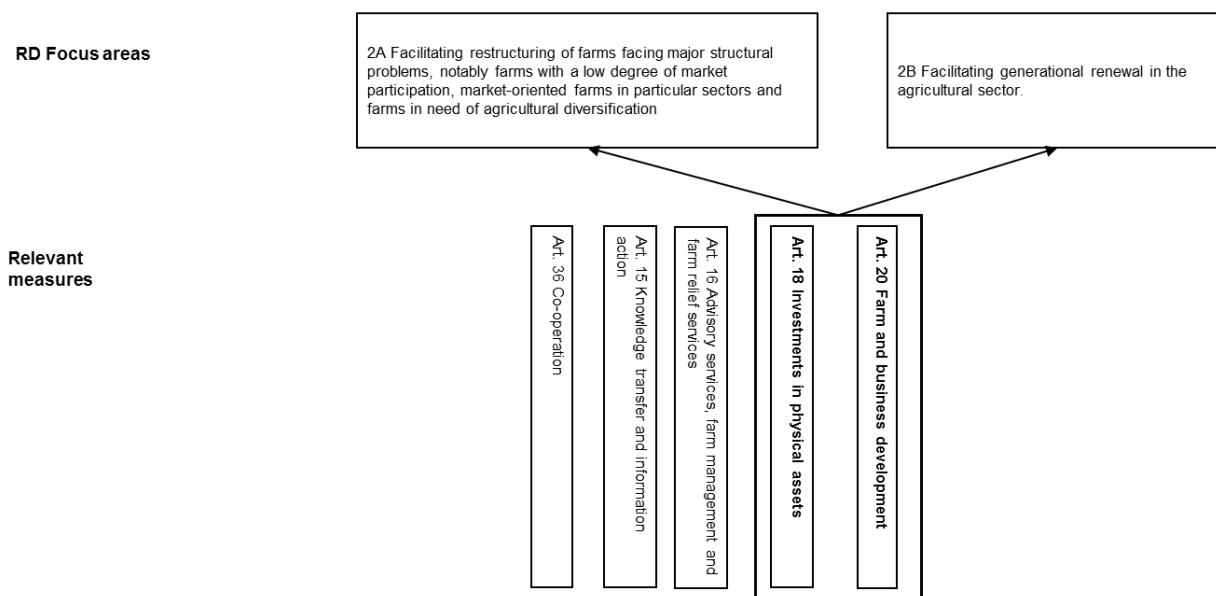 RD Focus areas
2A Facilitating restructuring of farms facing major structural
problems, notably farms with a low degree of market
participation, market-oriented farms in particular sectors and
farms in need of agricultural diversification
2B Facilitating generational renewal in the
agricultural sector.
Relevant
measures
Art. 36 Co-operation
Art. 15 Knowledge transfer and information
action
Art. 16 Advisory services, farm management and
farm relief services
Art. 18 Investments in physical assets
Art. 20 Farm and business development